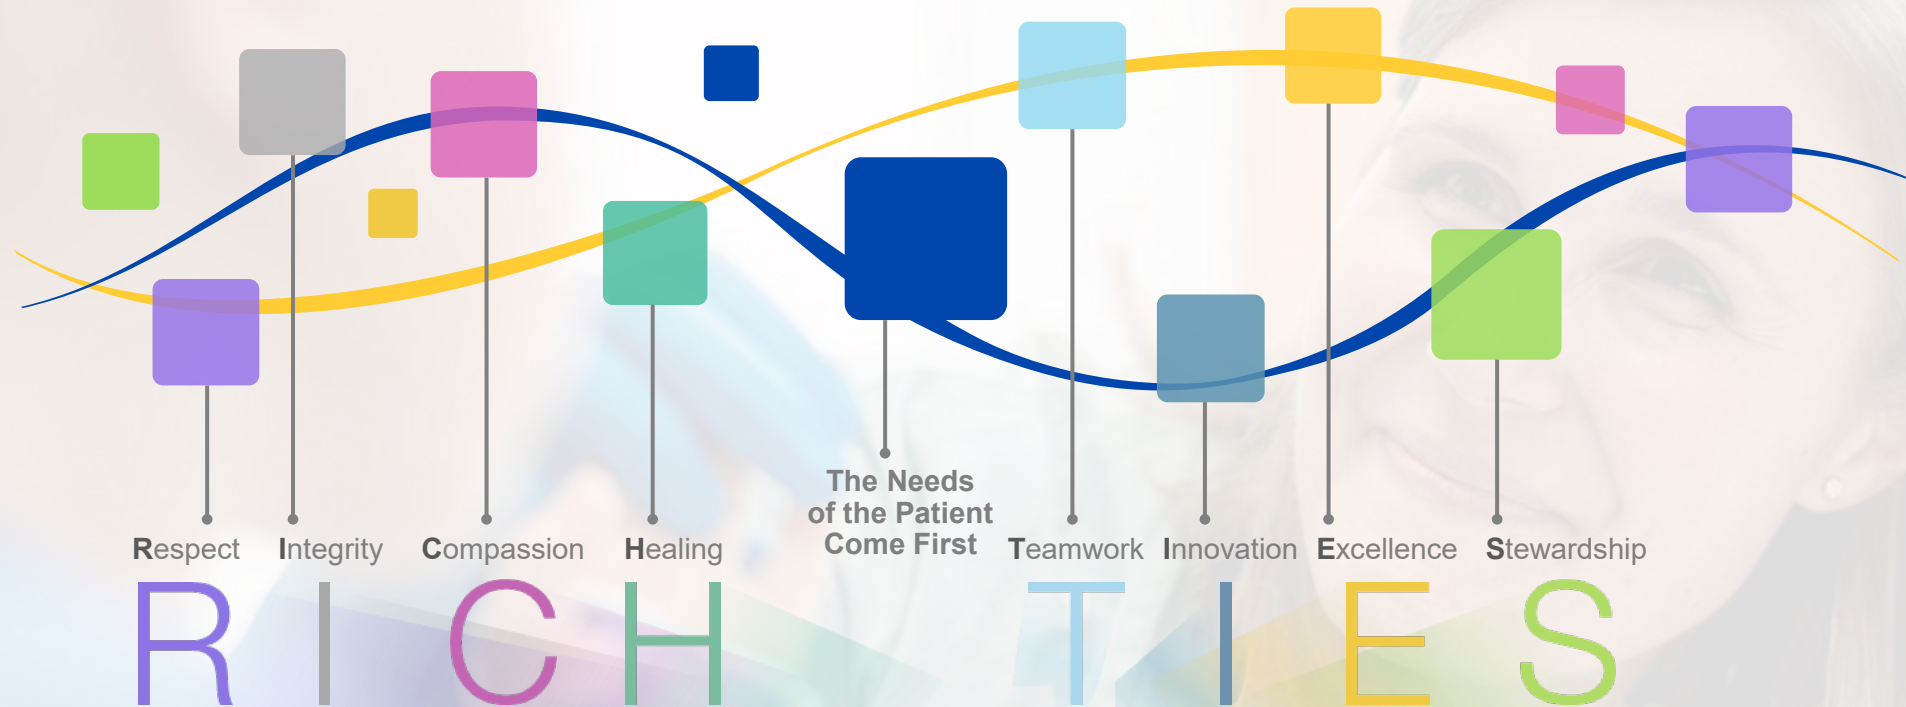 The Needs
of the Patient
Come First
Respect Integrity Compassion Healing Teamwork Innovation Excellence Stewardship
R I C H T I E S